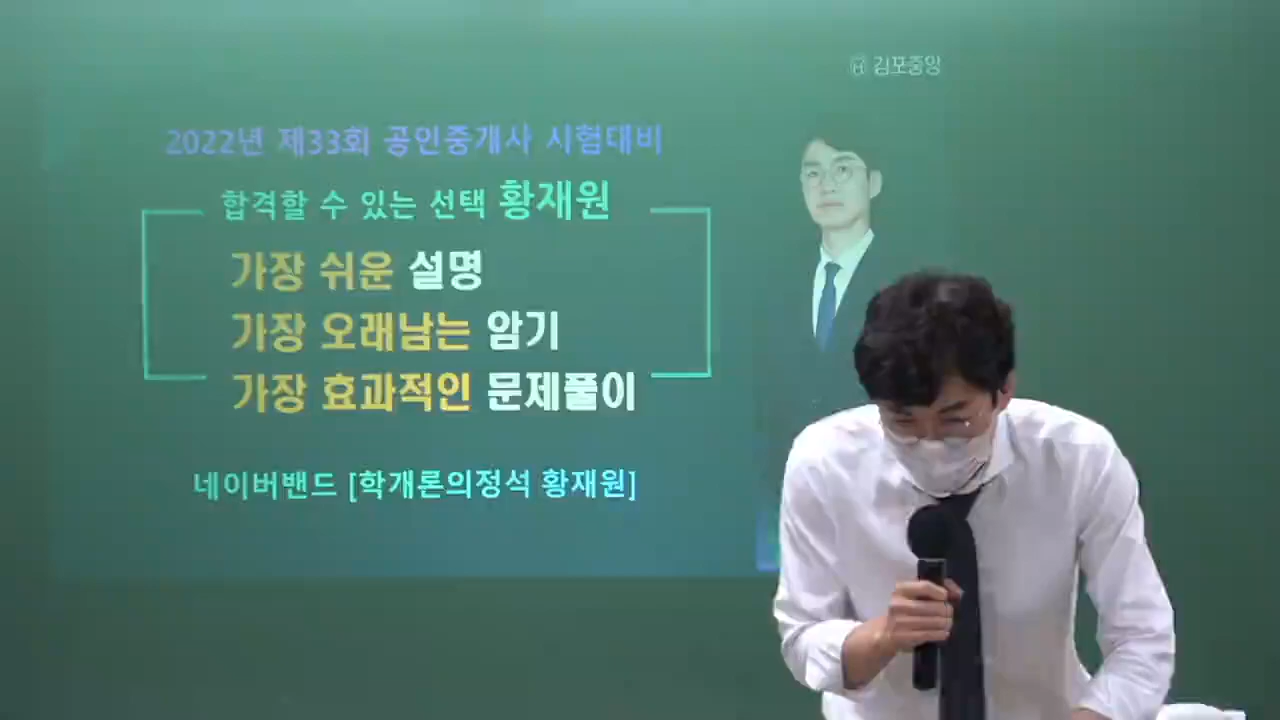 김포중앙
2022년 제33회 공인중개사 시험대비
합격할 수 있는 선택 황재원
가장 쉬운 설명
가장 오래남는 암기
가장 효과적인 문제풀이
네이버밴드 [학개론의정석 황재원]